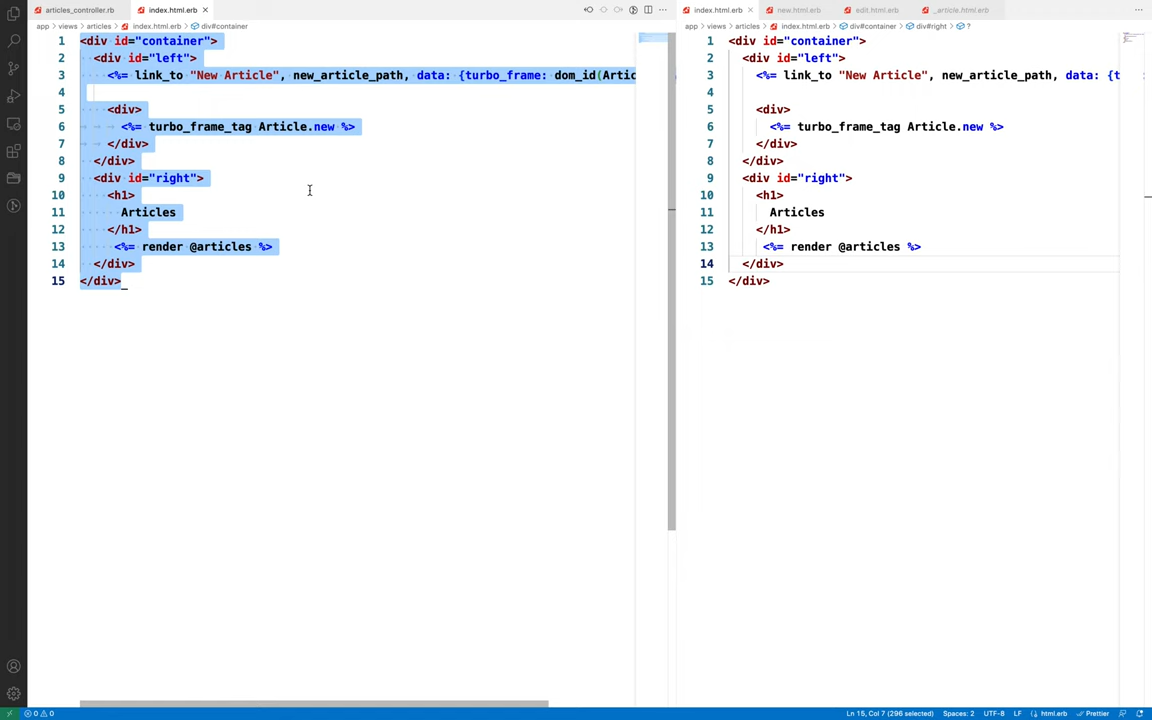 articles_controller.rb
index.html.erb
index.html.erb
new.html.erb
edit.html.erb
_article.html.erb
app > views > articles > index.html.erb > div#container
app > views > articles > index.html.erb > div#container > div#right > ?
1 <div id="container">
2 <div id="left">
3 <%= link_to "New Article", new_article_path, data: {turbo_frame: dom_id(Artic
4
5 <div>
6 <%= turbo_frame_tag Article.new %>
7 </div>
8 </div>
9 <div id="right">
10 <h1>
11 Articles
12 </h1>
13 <%= render @articles %>
14 </div>
15 </div>
1 <div id="container">
2 <div id="left">
3 <%= link_to "New Article", new_article_path, data: {t
4
5 <div>
6 <%= turbo_frame_tag Article.new %>
7 </div>
8 </div>
9 <div id="right">
10 <h1>
11 Articles
12 </h1>
13 <%= render @articles %>
14 </div>
15 </div>
0 0 Ln 15, Col 7 (296 selected) Spaces: 2 UTF-8 LF html.erb Prettier